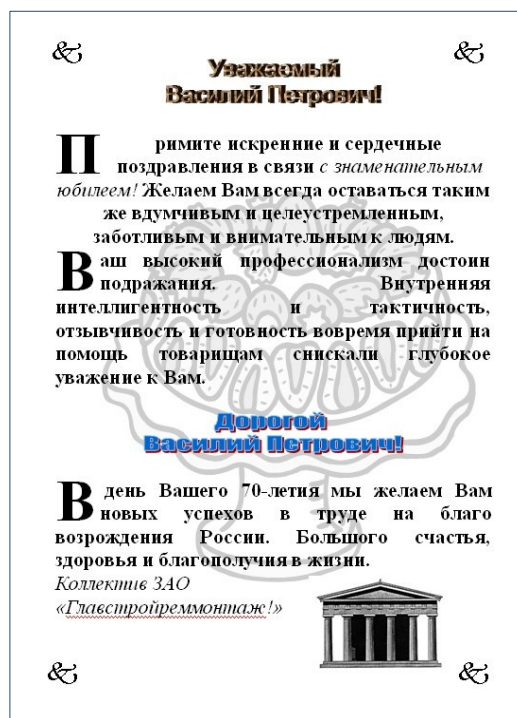 & &
Уважаемый
Василий Петрович!
Примите искренние и сердечные
поздравления в связи с знаменательным
юбилеем! Желаем Вам всегда оставаться таким
же вдумчивым и целеустремленным,
заботливым и внимательным к людям.
Ваш высокий профессионализм достоин
подражания. Внутренняя
интеллигентность и тактичность,
отзывчивость и готовность вовремя прийти на
помощь товарищам снискали глубокое
уважение к Вам.
Дорогой
Василий Петрович!
В день Вашего 70-летия мы желаем Вам
новых успехов в труде на благо
возрождения России. Большого счастья,
здоровья и благополучия в жизни.
Коллектив ЗАО
«Главстройреммонтаж!»
& &